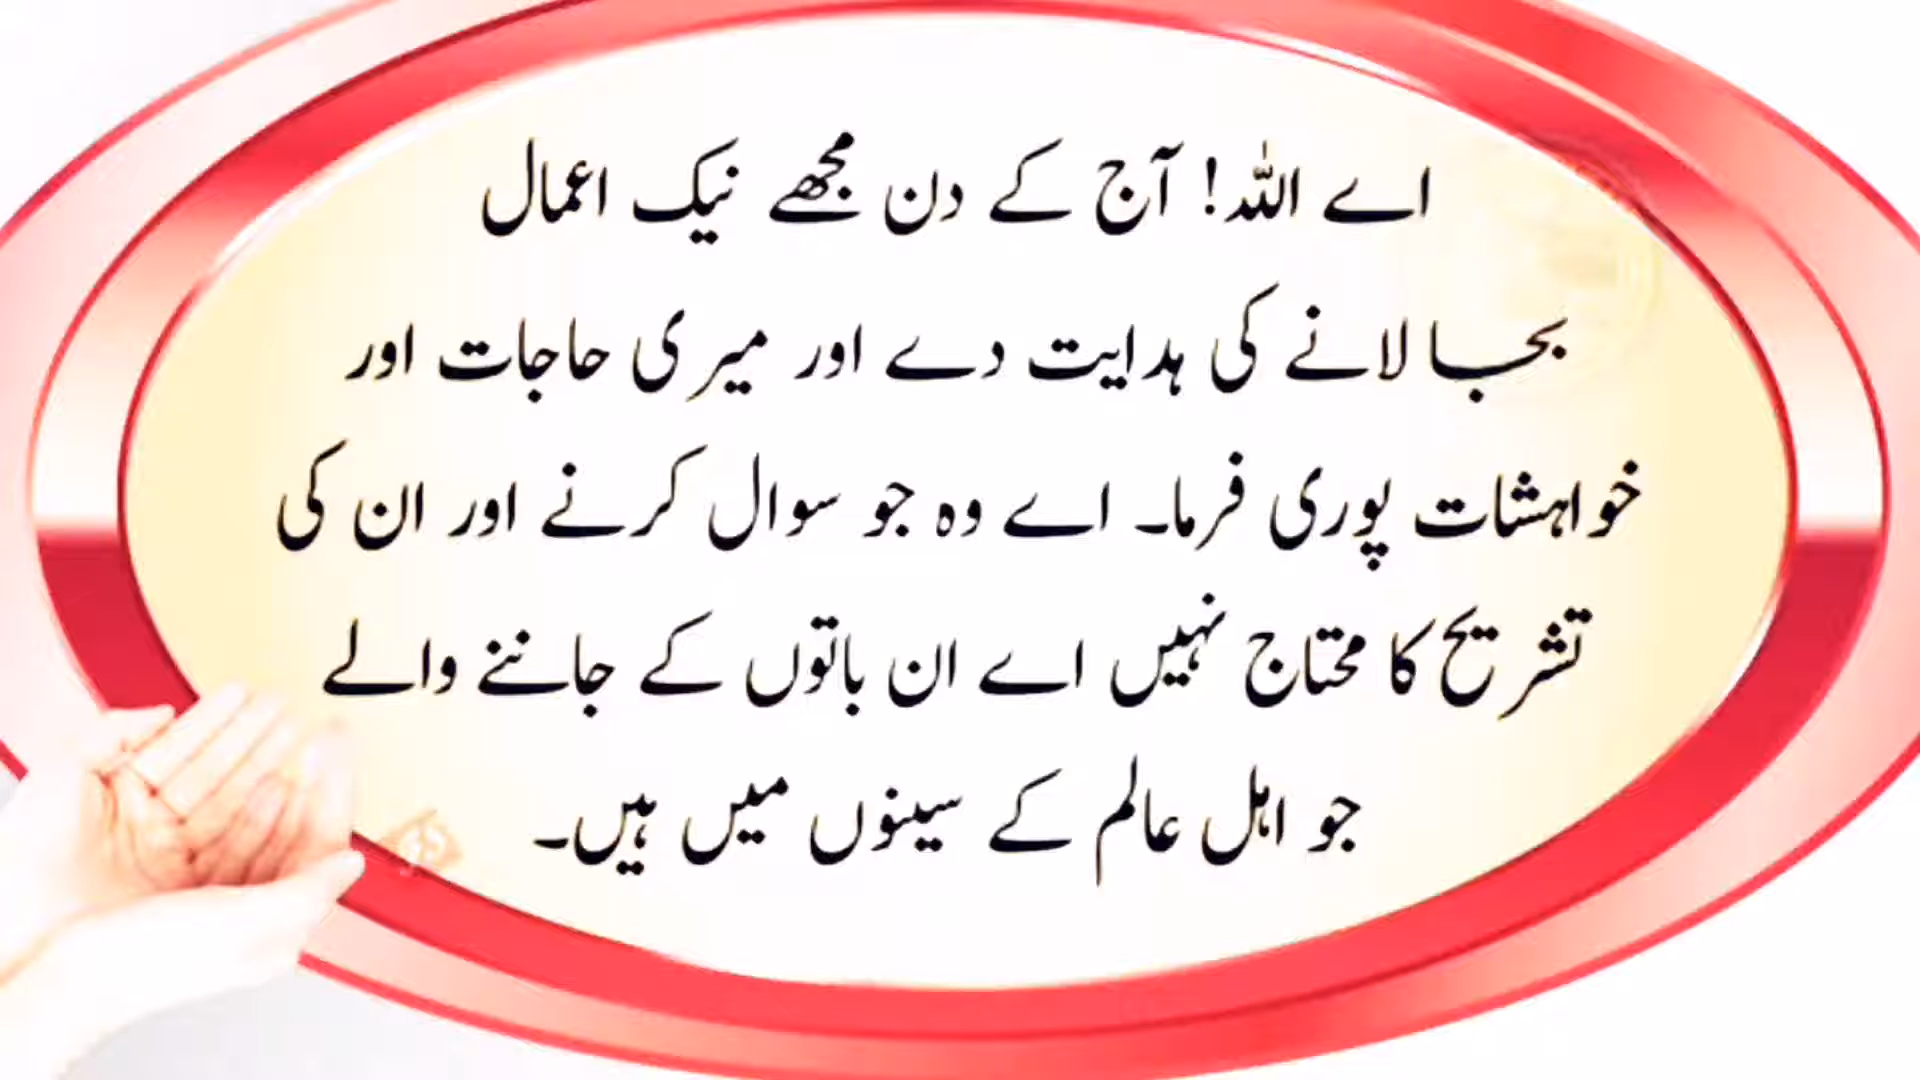 اے اللہ! آج کے دن مجھے نیک اعمال
بجا لانے کی ہدایت دے اور میری حاجات اور
خواہشات پوری فرما۔ اے وہ جو سوال کرنے اور ان کی
تشریح کا محتاج نہیں اے ان باتوں کے جاننے والے
جو اہل عالم کے سینوں میں ہیں۔